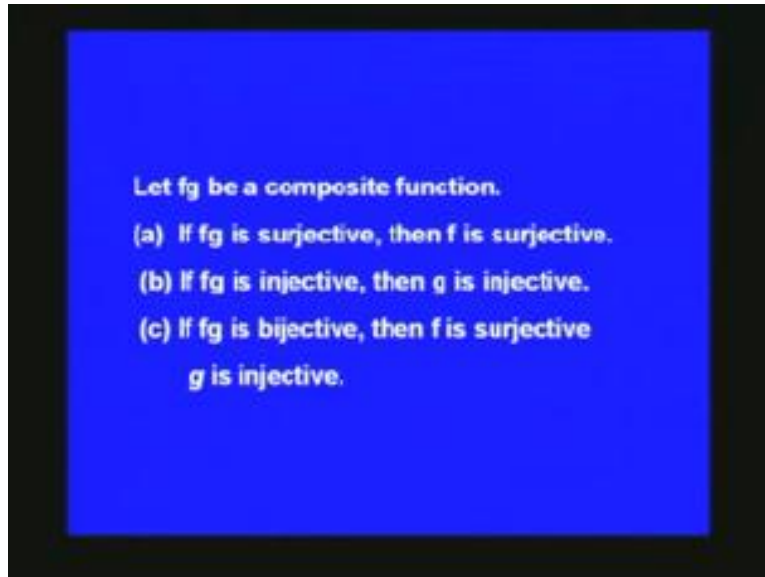 Let fg be a composite function.
(a) If fg is surjective, then f is surjective.
(b) If fg is injective, then g is injective.
(c) If fg is bijective, then f is surjective
g is injective.